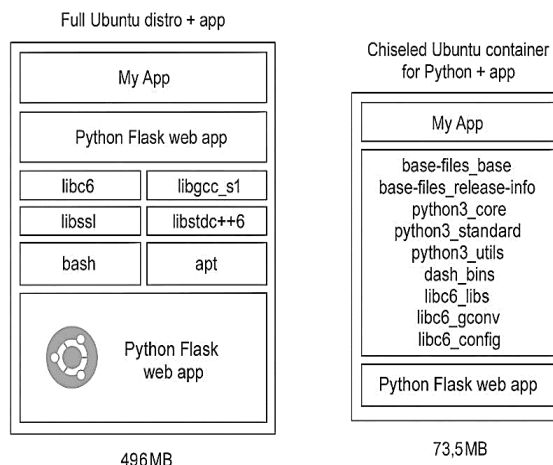 Full Ubuntu distro + app
My App
Python Flask web app
libc6
libgcc_s1
libssl
libstdc++6
bash
apt
Python Flask
web app
496MB
Chiseled Ubuntu container
for Python + app
My App
base-files_base
base-files_release-info
python3_core
python3_standard
python3_utils
dash_bins
libc6_libs
libc6_gconv
libc6_config
Python Flask web app
73,5MB